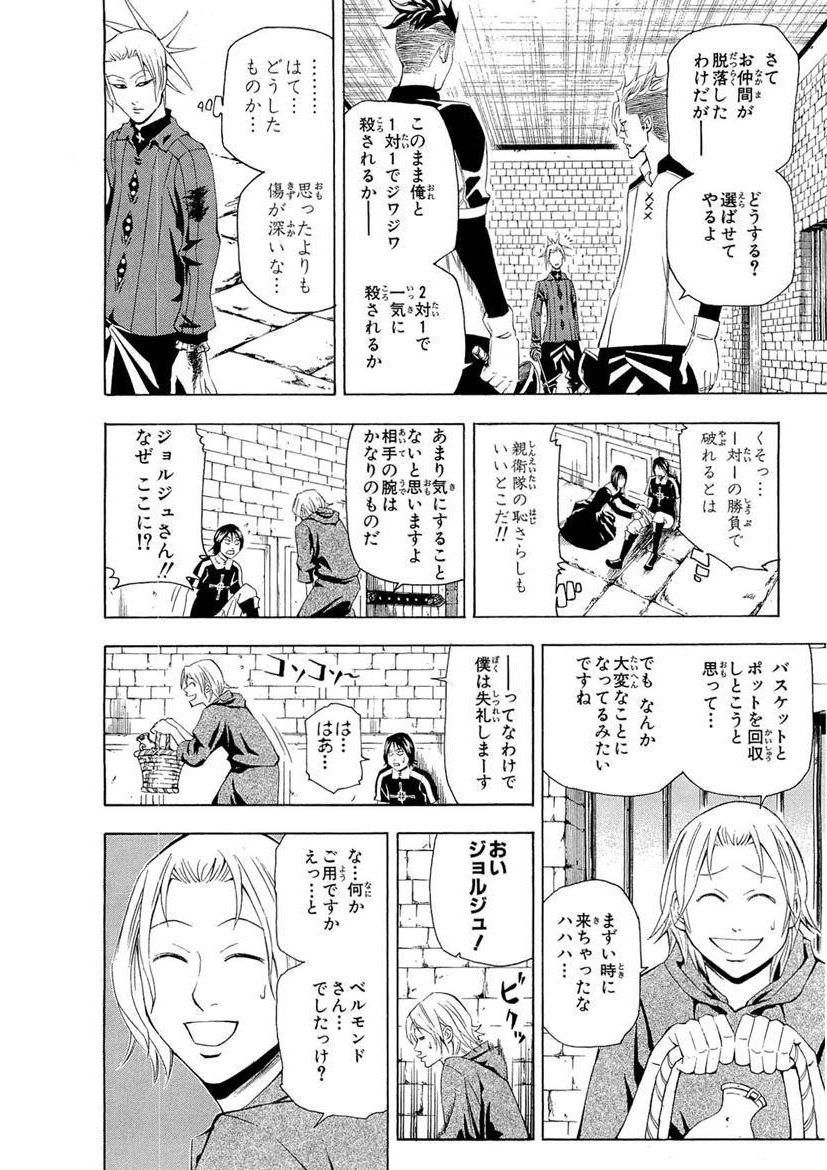 さて
お仲間が
脱落した
わけだが―
どうする?
選ばせて
やるよ
このまま俺と
1対1でジワジワ
殺されるか―
2対1で
一気に
殺されるか
………
はて…
どうした
ものか…
思ったよりも
傷が深いな…
くそっ…
一対一の勝負で
破れるとは
親衛隊の恥さらしも
いいとこだ!!
あまり気にすること
ないと思いますよ
相手の腕は
かなりのものだ
ジョルジュさん!!
なぜ ここに!?
バスケットと
ポットを回収
しとこうと
思って…
でも なんか
大変なことに
なってるみたい
ですね
まずい時に
来ちゃったな
ハハハ…
――ってなわけで
僕は失礼しまーす
は…
はあ…
コソコソ〜
おい
ジョルジュ!
ビクッ
な…何か
ご用ですか
えっ…と
ベルモンド
さん…
でしたっけ?